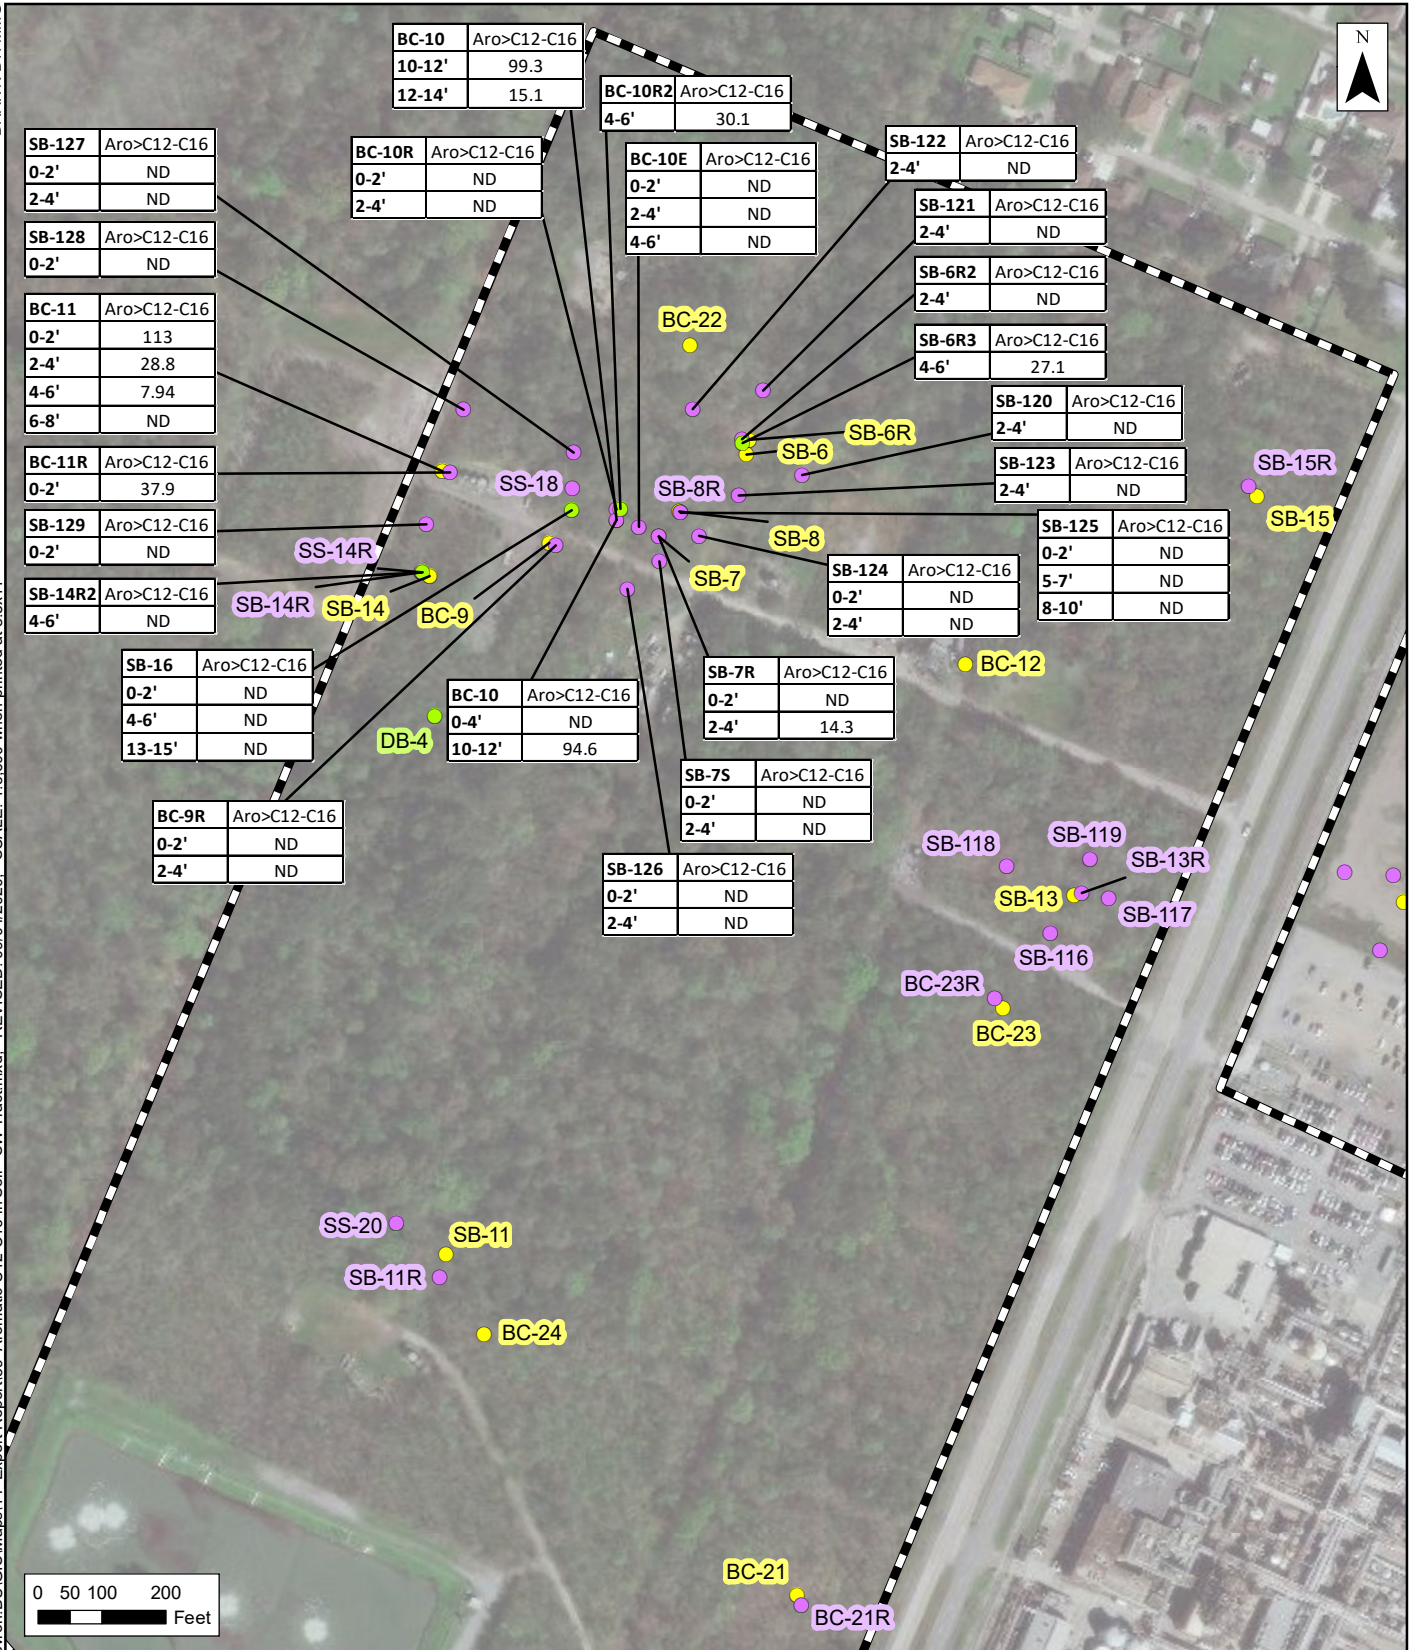 N
BC-10 Aro>C12-C16
10-12' 99.3
12-14' 15.1
BC-10R2 Aro>C12-C16
4-6' 30.1
SB-127 Aro>C12-C16
0-2' ND
2-4' ND
BC-10R Aro>C12-C16
0-2' ND
2-4' ND
BC-10E Aro>C12-C16
0-2' ND
2-4' ND
4-6' ND
SB-122 Aro>C12-C16
2-4' ND
SB-121 Aro>C12-C16
2-4' ND
SB-128 Aro>C12-C16
0-2' ND
SB-6R2 Aro>C12-C16
2-4' ND
BC-11 Aro>C12-C16
0-2' 113
2-4' 28.8
4-6' 7.94
6-8' ND
BC-22
SB-6R3 Aro>C12-C16
4-6' 27.1
SB-120 Aro>C12-C16
2-4' ND
SB-6R
SB-6
BC-11R Aro>C12-C16
0-2' 37.9
SB-123 Aro>C12-C16
2-4' ND
SB-15R
SB-15
SS-18
SB-8R
SB-8
SB-129 Aro>C12-C16
0-2' ND
SB-125 Aro>C12-C16
0-2' ND
5-7' ND
8-10' ND
SS-14R
SB-14R2 Aro>C12-C16
4-6' ND
SB-14R
SB-14
BC-9
SB-7
SB-124 Aro>C12-C16
0-2' ND
2-4' ND
SB-16 Aro>C12-C16
0-2' ND
4-6' ND
13-15' ND
BC-12
SB-7R Aro>C12-C16
0-2' ND
2-4' 14.3
BC-10 Aro>C12-C16
0-4' ND
10-12' 94.6
DB-4
SB-7S Aro>C12-C16
0-2' ND
2-4' ND
BC-9R Aro>C12-C16
0-2' ND
2-4' ND
SB-126 Aro>C12-C16
0-2' ND
2-4' ND
SB-118
SB-119
SB-13R
SB-13
SB-117
SB-116
BC-23R
BC-23
SS-20
SB-11
SB-11R
BC-24
BC-21
BC-21R
0 50 100 200
Feet